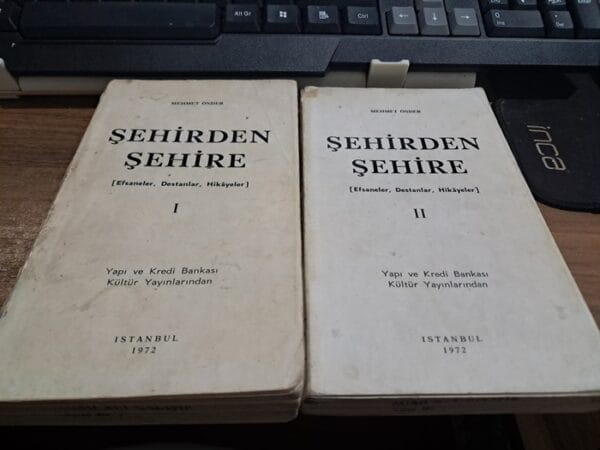 Alt Gr
Ctrl
MEHMET ÖNDER
ŞEHİRDEN
ŞEHİRE
[Efsaneler, Destanlar, Hikâyeler]
I
Yapı ve Kredi Bankası
Kültür Yayınlarından
ISTANBUL
1972
MEHMET ÖNDER
ŞEHİRDEN
ŞEHİRE
[Efsaneler, Destanlar, Hikâyeler]
II
Yapı ve Kredi Bankası
Kültür Yayınlarından
ISTANBUL
1972
inca